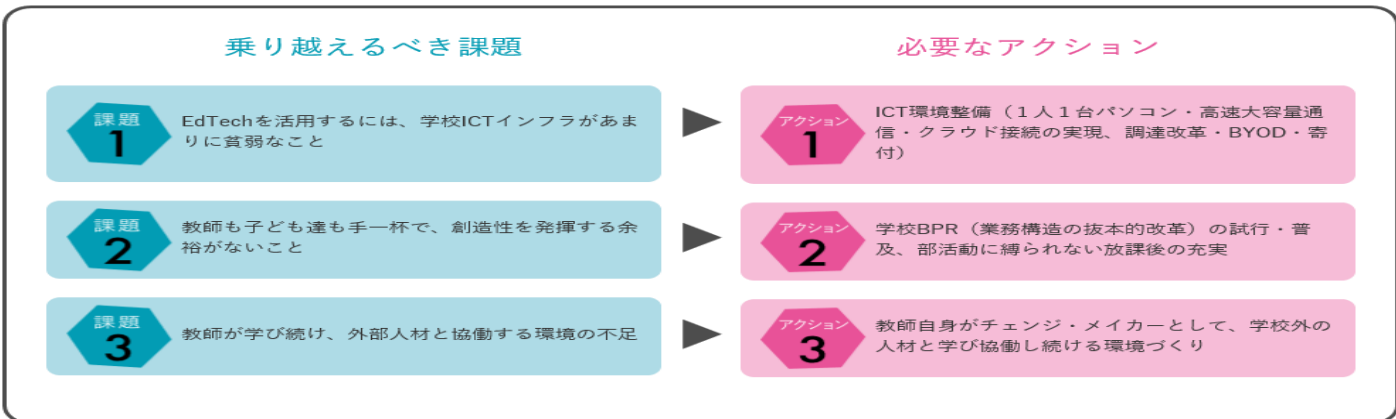 乗り越えるべき課題
必要なアクション
課題
1
EdTechを活用するには、学校ICTインフラがあま
りに貧弱なこと
アクション
1
ICT環境整備（１人１台パソコン・高速大容量通
信・クラウド接続の実現、調達改革・BYOD・寄
付）
課題
2
教師も子ども達も手一杯で、創造性を発揮する余
裕がないこと
アクション
2
学校BPR（業務構造の抜本的改革）の試行・普
及、部活動に縛られない放課後の充実
課題
3
教師が学び続け、外部人材と協働する環境の不足
アクション
3
教師自身がチェンジ・メイカーとして、学校外の
人材と学び協働し続ける環境づくり